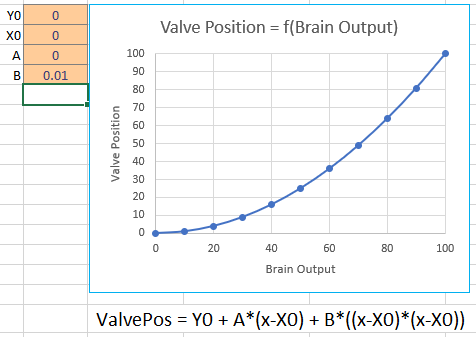 Y0 0
X0 0
A 0
B 0.01
Valve Position = f(Brain Output)
Valve Position
100
90
80
70
60
50
40
30
20
10
0
0 20 40 60 80 100
Brain Output
ValvePos = Y0 + A*(x-X0) + B*((x-X0)*(x-X0))